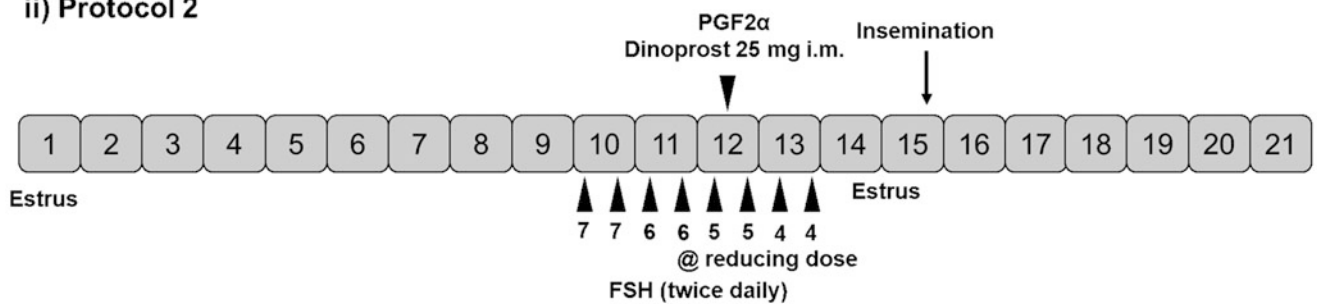 ii) Protocol 2
PGF2α
Dinoprost 25 mg i.m.
Insemination
1 2 3 4 5 6 7 8 9 10 11 12 13 14 15 16 17 18 19 20 21
Estrus
Estrus
7 7 6 6 5 5 4 4
@ reducing dose
FSH (twice daily)